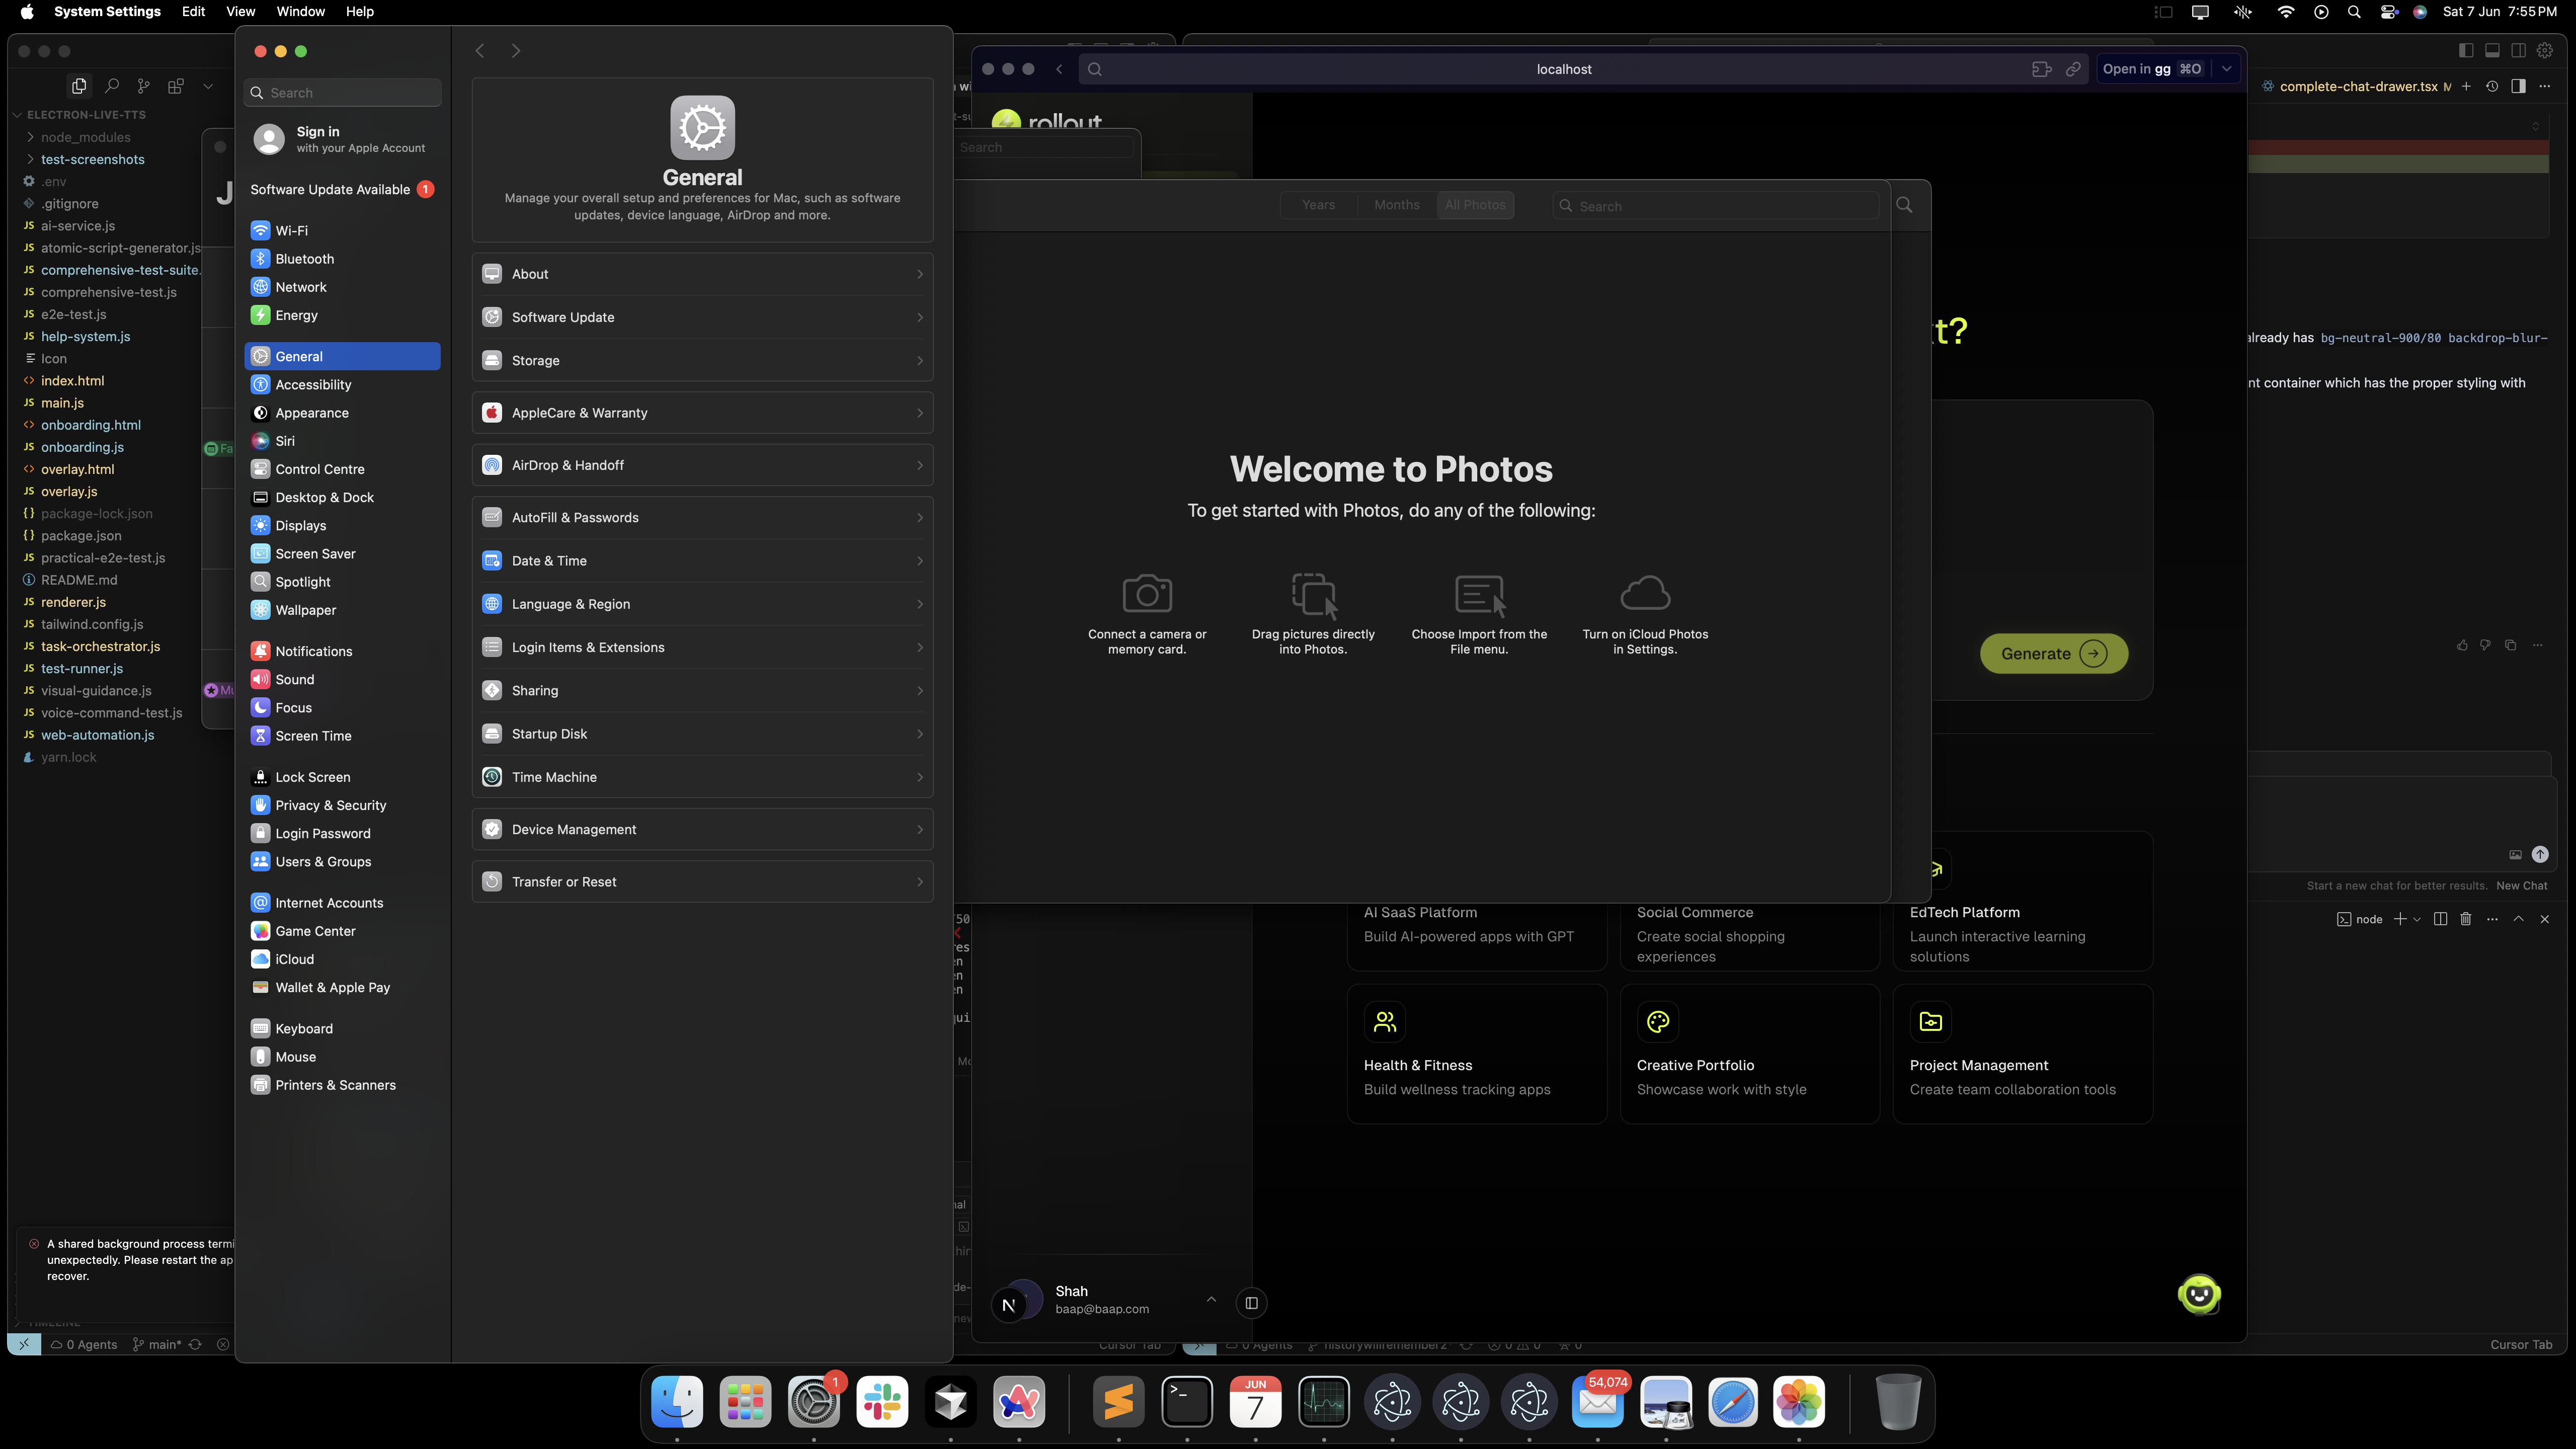 System Settings Edit View Window Help
Sat 7 Jun 7:55 PM
ELECTRON-LIVE-TTS
node_modules
test-screenshots
.env
.gitignore
ai-service.js
atomic-script-generator.js
comprehensive-test-suite.
comprehensive-test.js
e2e-test.js
help-system.js
Icon
index.html
main.js
onboarding.html
onboarding.js
overlay.html
overlay.js
package-lock.json
package.json
practical-e2e-test.js
README.md
renderer.js
tailwind.config.js
task-orchestrator.js
test-runner.js
visual-guidance.js
voice-command-test.js
web-automation.js
yarn.lock
A shared background process termi
unexpectedly. Please restart the ap
recover.
0 Agents main*
J
Fa
Mu
Search
Sign in
with your Apple Account
Software Update Available 1
Wi-Fi
Bluetooth
Network
Energy
General
Accessibility
Appearance
Siri
Control Centre
Desktop & Dock
Displays
Screen Saver
Spotlight
Wallpaper
Notifications
Sound
Focus
Screen Time
Lock Screen
Privacy & Security
Login Password
Users & Groups
Internet Accounts
Game Center
iCloud
Wallet & Apple Pay
Keyboard
Mouse
Printers & Scanners
General
Manage your overall setup and preferences for Mac, such as software
updates, device language, AirDrop and more.
About
Software Update
Storage
AppleCare & Warranty
AirDrop & Handoff
AutoFill & Passwords
Date & Time
Language & Region
Login Items & Extensions
Sharing
Startup Disk
Time Machine
Device Management
Transfer or Reset
localhost
Open in gg ⌘O
rollout
Search
Years Months All Photos Search
Welcome to Photos
To get started with Photos, do any of the following:
Connect a camera or
memory card.
Drag pictures directly
into Photos.
Choose Import from the
File menu.
Turn on iCloud Photos
in Settings.
t?
Generate
AI SaaS Platform
Build AI-powered apps with GPT
Social Commerce
Create social shopping
experiences
EdTech Platform
Launch interactive learning
solutions
Health & Fitness
Build wellness tracking apps
Creative Portfolio
Showcase work with style
Project Management
Create team collaboration tools
N
Shah
baap@baap.com
complete-chat-drawer.tsx M
already has bg-neutral-900/80 backdrop-blur-
nt container which has the proper styling with
Start a new chat for better results. New Chat
node
Cursor Tab
Cursor Tab
0 Agents historywillremember2* 0 0 0
1
JUN
7
54,074